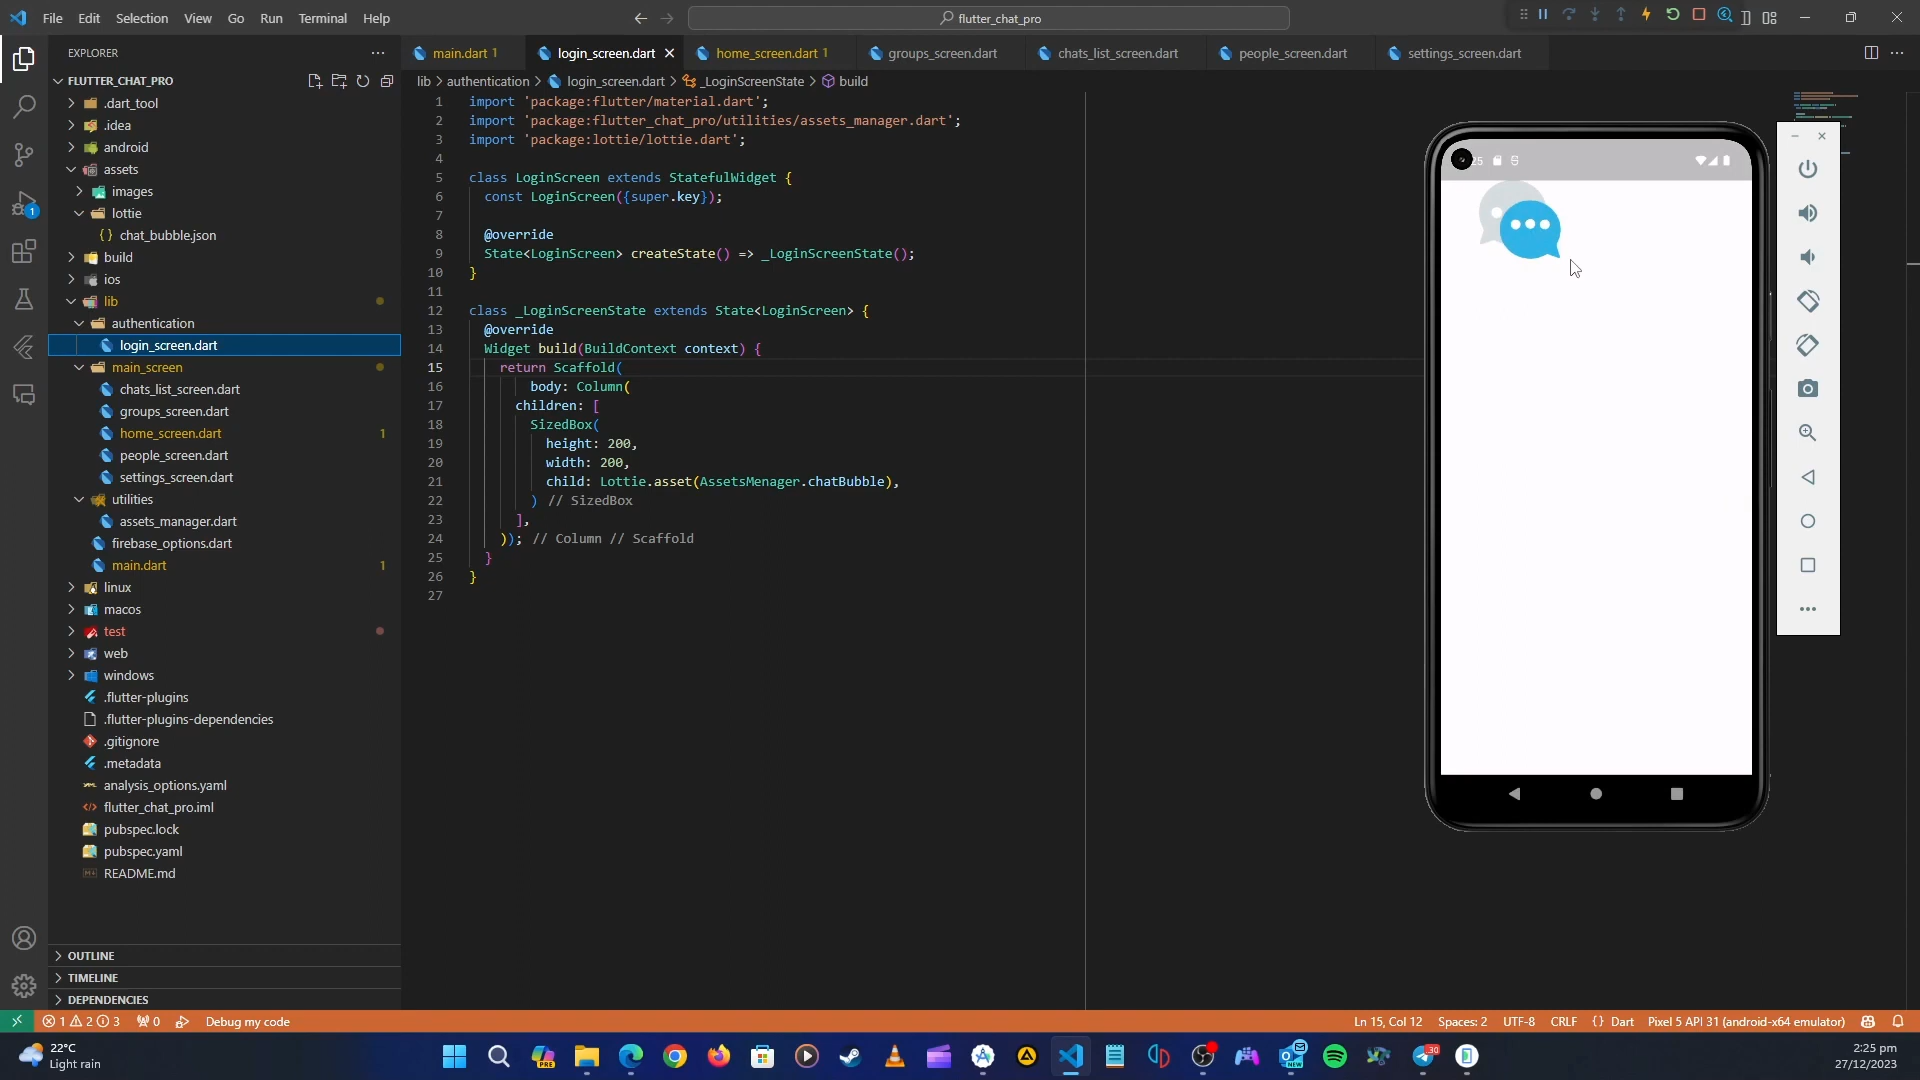 File Edit Selection View Go Run Terminal Help
flutter_chat_pro
EXPLORER
main.dart 1
login_screen.dart
home_screen.dart 1
groups_screen.dart
chats_list_screen.dart
people_screen.dart
settings_screen.dart
lib > authentication > login_screen.dart > _LoginScreenState > build
FLUTTER_CHAT_PRO
.dart_tool
.idea
android
assets
images
lottie
{} chat_bubble.json
build
ios
lib
authentication
login_screen.dart
main_screen
chats_list_screen.dart
groups_screen.dart
home_screen.dart 1
people_screen.dart
settings_screen.dart
utilities
assets_manager.dart
firebase_options.dart
main.dart 1
linux
macos
test
web
windows
.flutter-plugins
.flutter-plugins-dependencies
.gitignore
.metadata
analysis_options.yaml
flutter_chat_pro.iml
pubspec.lock
pubspec.yaml
README.md
OUTLINE
TIMELINE
DEPENDENCIES
1 import 'package:flutter/material.dart';
2 import 'package:flutter_chat_pro/utilities/assets_manager.dart';
3 import 'package:lottie/lottie.dart';
4
5 class LoginScreen extends StatefulWidget {
6 const LoginScreen({super.key});
7
8 @override
9 State<LoginScreen> createState() => _LoginScreenState();
10 }
11
12 class _LoginScreenState extends State<LoginScreen> {
13 @override
14 Widget build(BuildContext context) {
15 return Scaffold(
16 body: Column(
17 children: [
18 SizedBox(
19 height: 200,
20 width: 200,
21 child: Lottie.asset(AssetsMenager.chatBubble),
22 ) // SizedBox
23 ],
24 )); // Column // Scaffold
25 }
26 }
27
1 2 3 0 Debug my code
Ln 15, Col 12 Spaces: 2 UTF-8 CRLF {} Dart Pixel 5 API 31 (android-x64 emulator)
22°C
Light rain
PRE
NEW
30
2:25 pm
27/12/2023